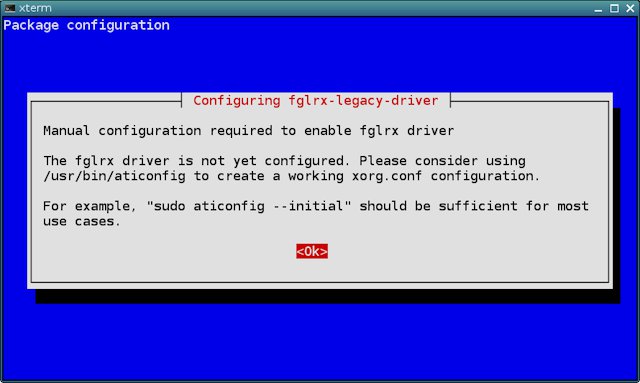 xterm
Package configuration
Configuring fglrx-legacy-driver
Manual configuration required to enable fglrx driver
The fglrx driver is not yet configured. Please consider using
/usr/bin/aticonfig to create a working xorg.conf configuration.
For example, "sudo aticonfig --initial" should be sufficient for most
use cases.
<Ok>